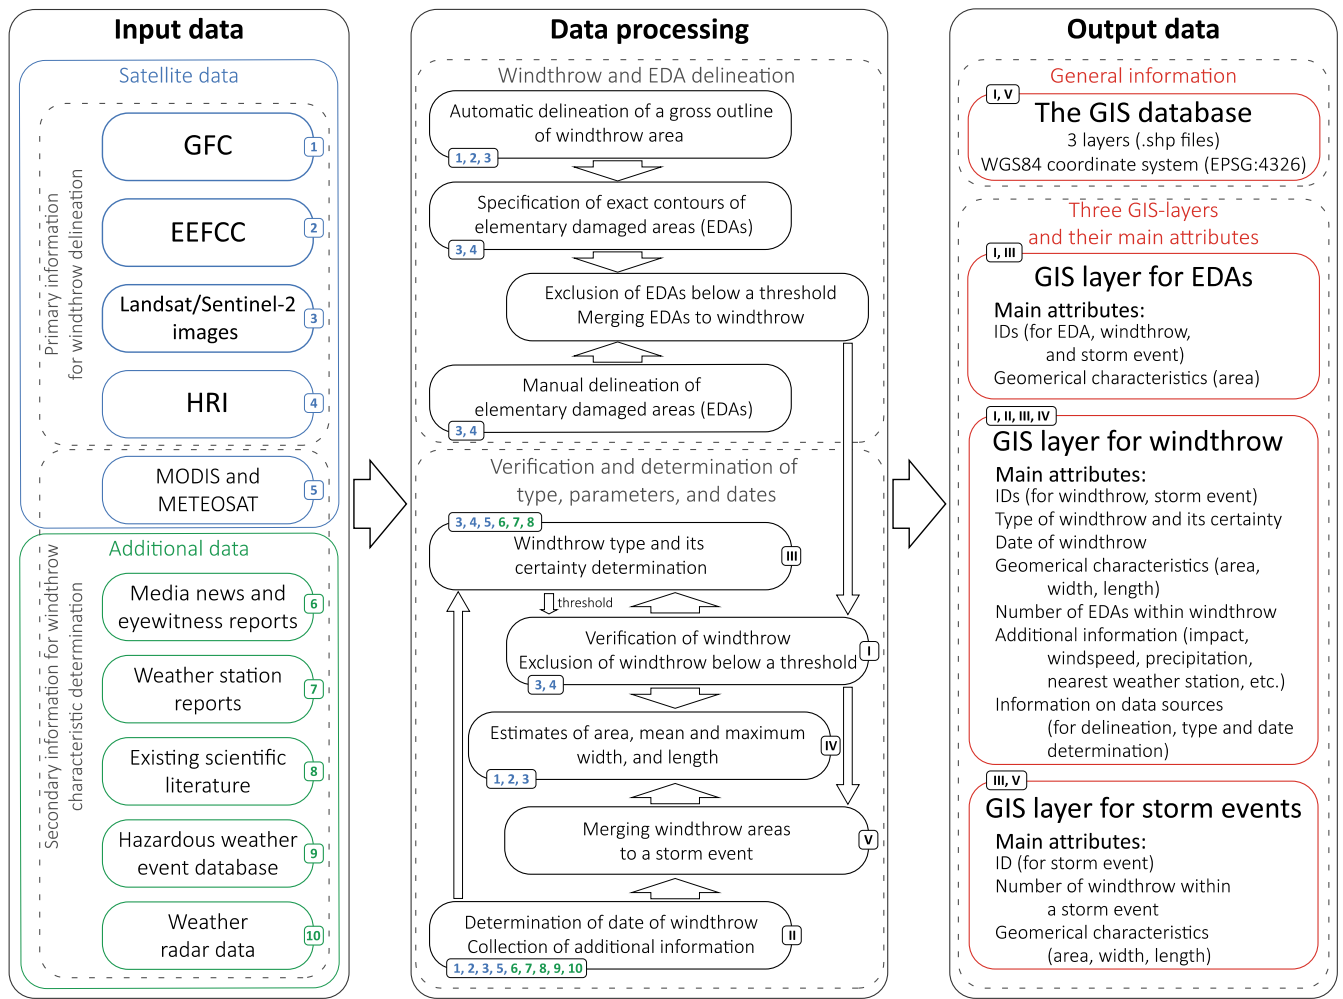 Input data
Satellite data
Primary information
for windthrow delineation
GFC
1
EEFCC
2
Landsat/Sentinel-2
images
3
HRI
4
MODIS and
METEOSAT
5
Secondary information for windthrow
characteristic determination
Additional data
Media news and
eyewitness reports
6
Weather station
reports
7
Existing scientific
literature
8
Hazardous weather
event database
9
Weather
radar data
10
Data processing
Windthrow and EDA delineation
Automatic delineation of a gross outline
of windthrow area
1, 2, 3
Specification of exact contours of
elementary damaged areas (EDAs)
3, 4
Exclusion of EDAs below a threshold
Merging EDAs to windthrow
Manual delineation of
elementary damaged areas (EDAs)
3, 4
Verification and determination of
type, parameters, and dates
3, 4, 5, 6, 7, 8
Windthrow type and its
certainty determination
III
threshold
Verification of windthrow
Exclusion of windthrow below a threshold
I
3, 4
Estimates of area, mean and maximum
width, and length
IV
1, 2, 3
Merging windthrow areas
to a storm event
V
Determination of date of windthrow
Collection of additional information
II
1, 2, 3, 5, 6, 7, 8, 9, 10
Output data
General information
I, V
The GIS database
3 layers (.shp files)
WGS84 coordinate system (EPSG:4326)
Three GIS-layers
and their main attributes
I, III
GIS layer for EDAs
Main attributes:
IDs (for EDA, windthrow,
and storm event)
Geomerical characteristics (area)
I, II, III, IV
GIS layer for windthrow
Main attributes:
IDs (for windthrow, storm event)
Type of windthrow and its certainty
Date of windthrow
Geomerical characteristics (area,
width, length)
Number of EDAs within windthrow
Additional information (impact,
windspeed, precipitation,
nearest weather station, etc.)
Information on data sources
(for delineation, type and date
determination)
III, V
GIS layer for storm events
Main attributes:
ID (for storm event)
Number of windthrow within
a storm event
Geomerical characteristics
(area, width, length)